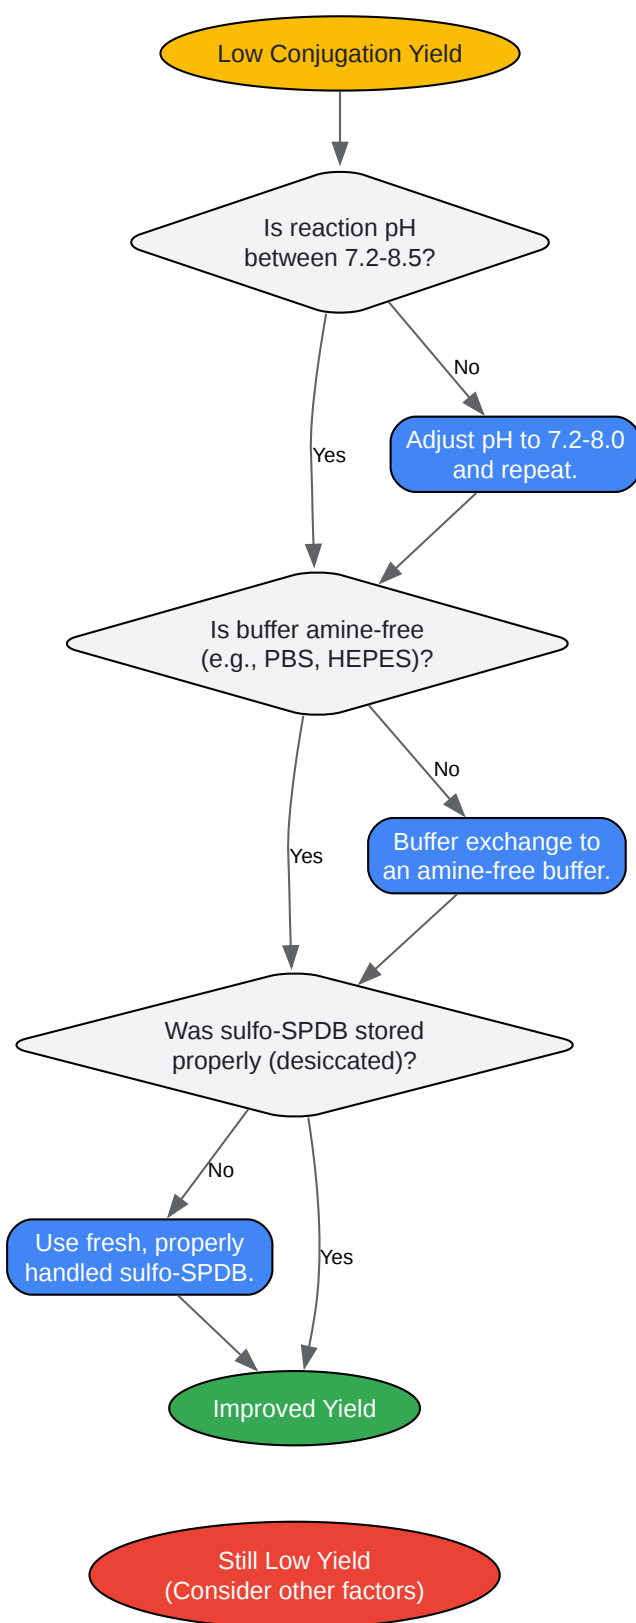 Low Conjugation Yield
Is reaction pH
between 7.2-8.5?
No
Yes
Adjust pH to 7.2-8.0
and repeat.
Is buffer amine-free
(e.g., PBS, HEPES)?
No
Yes
Buffer exchange to
an amine-free buffer.
Was sulfo-SPDB stored
properly (desiccated)?
No
Yes
Use fresh, properly
handled sulfo-SPDB.
Improved Yield
Still Low Yield
(Consider other factors)